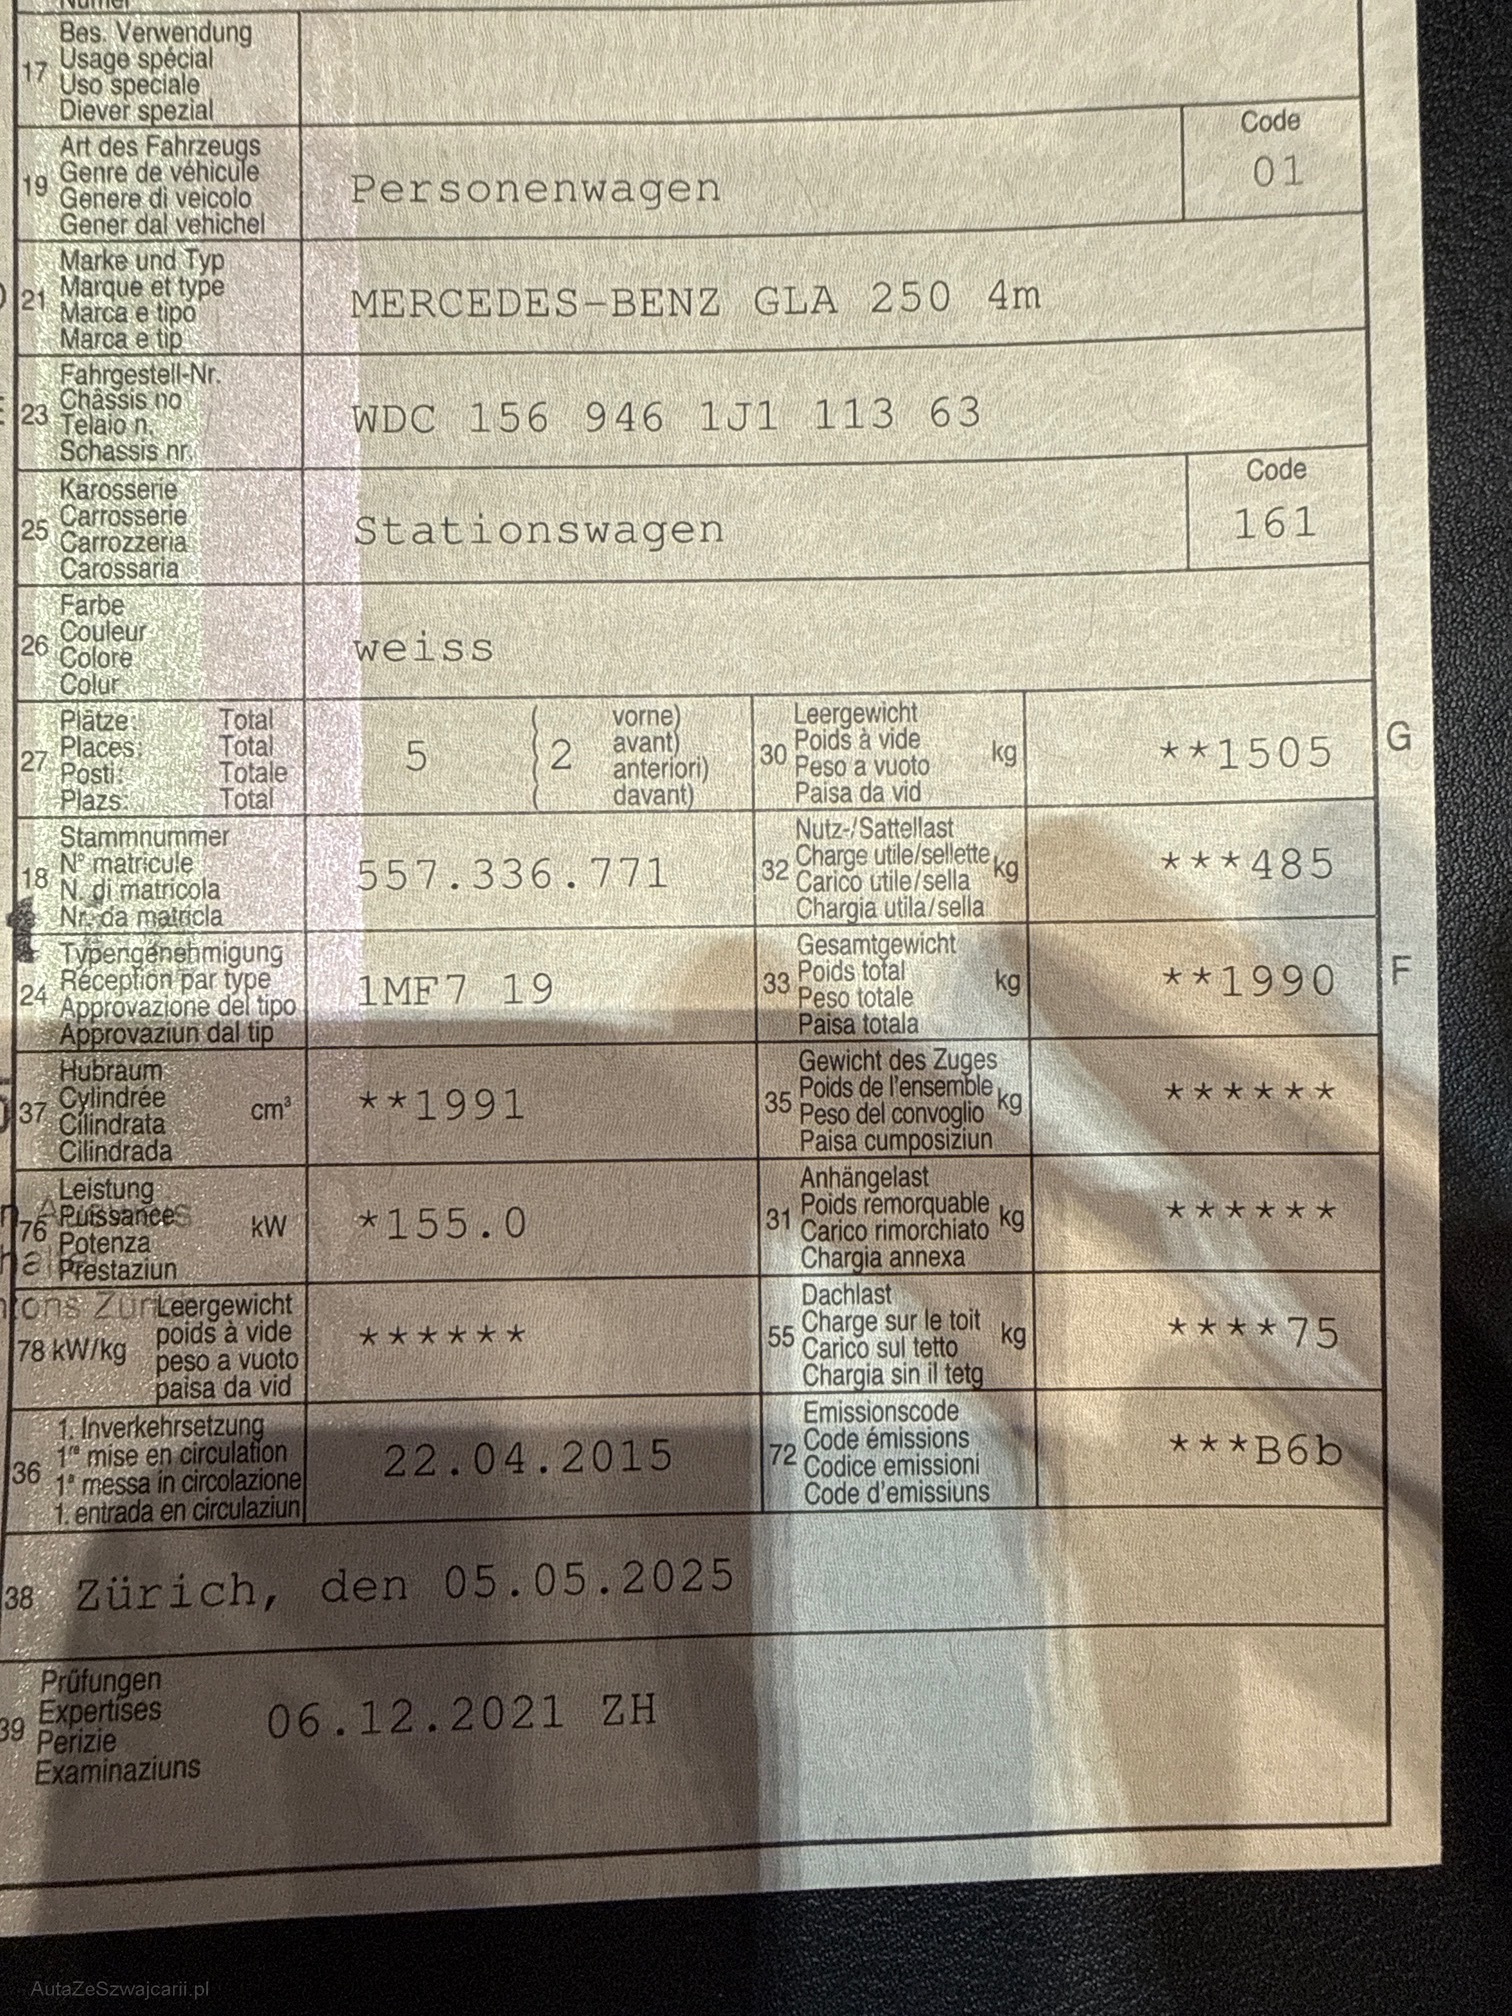 17 Bes. Verwendung
Usage spécial
Uso speciale
Diever spezial
19 Art des Fahrzeugs
Genre de véhicule
Genere di veicolo
Gener dal vehichel
Personenwagen
Code
01
21 Marke und Typ
Marque et type
Marca e tipo
Marca e tip
MERCEDES-BENZ GLA 250 4m
23 Fahrgestell-Nr.
Châssis no
Telaio n.
Schassis nr.
WDC 156 946 1J1 113 63
25 Karosserie
Carrosserie
Carrozzeria
Carossaria
Stationswagen
Code
161
26 Farbe
Couleur
Colore
Colur
weiss
27 Plätze: Total
Places: Total
Posti: Totale
Plazs: Total
5 ( 2 vorne)
avant)
anteriori)
davant)
30 Leergewicht
Poids à vide
Peso a vuoto
Paisa da vid
kg
**1505
G
18 Stammnummer
N° matricule
N. di matricola
Nr. da matricla
557.336.771
32 Nutz-/Sattellast
Charge utile/sellette
Carico utile/sella
Chargia utila/sella
kg
***485
24 Typengenehmigung
Réception par type
Approvazione del tipo
Approvaziun dal tip
1MF7 19
33 Gesamtgewicht
Poids total
Peso totale
Paisa totala
kg
**1990
F
37 Hubraum
Cylindrée
Cilindrata
Cilindrada
cm³
**1991
35 Gewicht des Zuges
Poids de l'ensemble
Peso del convoglio
Paisa cumposiziun
kg
******
76 Leistung
Puissance
Potenza
Prestaziun
kW
*155.0
31 Anhängelast
Poids remorquable
Carico rimorchiato
Chargia annexa
kg
******
78 kW/kg Leergewicht
poids à vide
peso a vuoto
paisa da vid
******
55 Dachlast
Charge sur le toit
Carico sul tetto
Chargia sin il tetg
kg
****75
36 1. Inverkehrsetzung
1re mise en circulation
1a messa in circolazione
1. entrada en circulaziun
22.04.2015
72 Emissionscode
Code émissions
Codice emissioni
Code d'emissiuns
***B6b
38 Zürich, den 05.05.2025
39 Prüfungen
Expertises
Perizie
Examinaziuns
06.12.2021 ZH
AutaZeSzwajcarii.pl